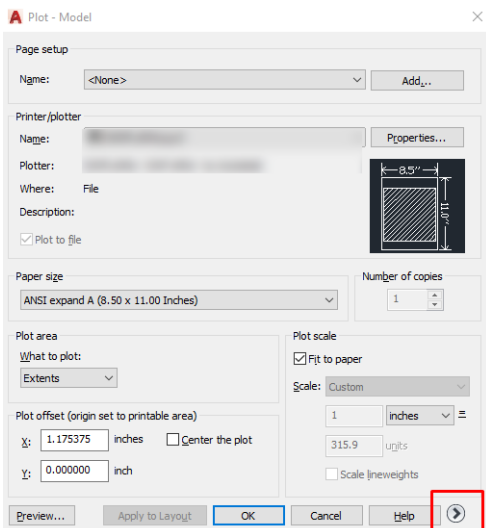 Plot - Model
Page setup
Name: <None> Add...
Printer/plotter
Name: Properties...
Plotter:
Where: File
Description:
Plot to file
8.5″
11.0″
Paper size
ANSI expand A (8.50 x 11.00 Inches)
Number of copies
1
Plot area
What to plot:
Extents
Plot scale
Fit to paper
Scale: Custom
1 inches =
315.9 units
Scale lineweights
Plot offset (origin set to printable area)
X: 1.175375 inches Center the plot
Y: 0.000000 inch
Preview... Apply to Layout OK Cancel Help